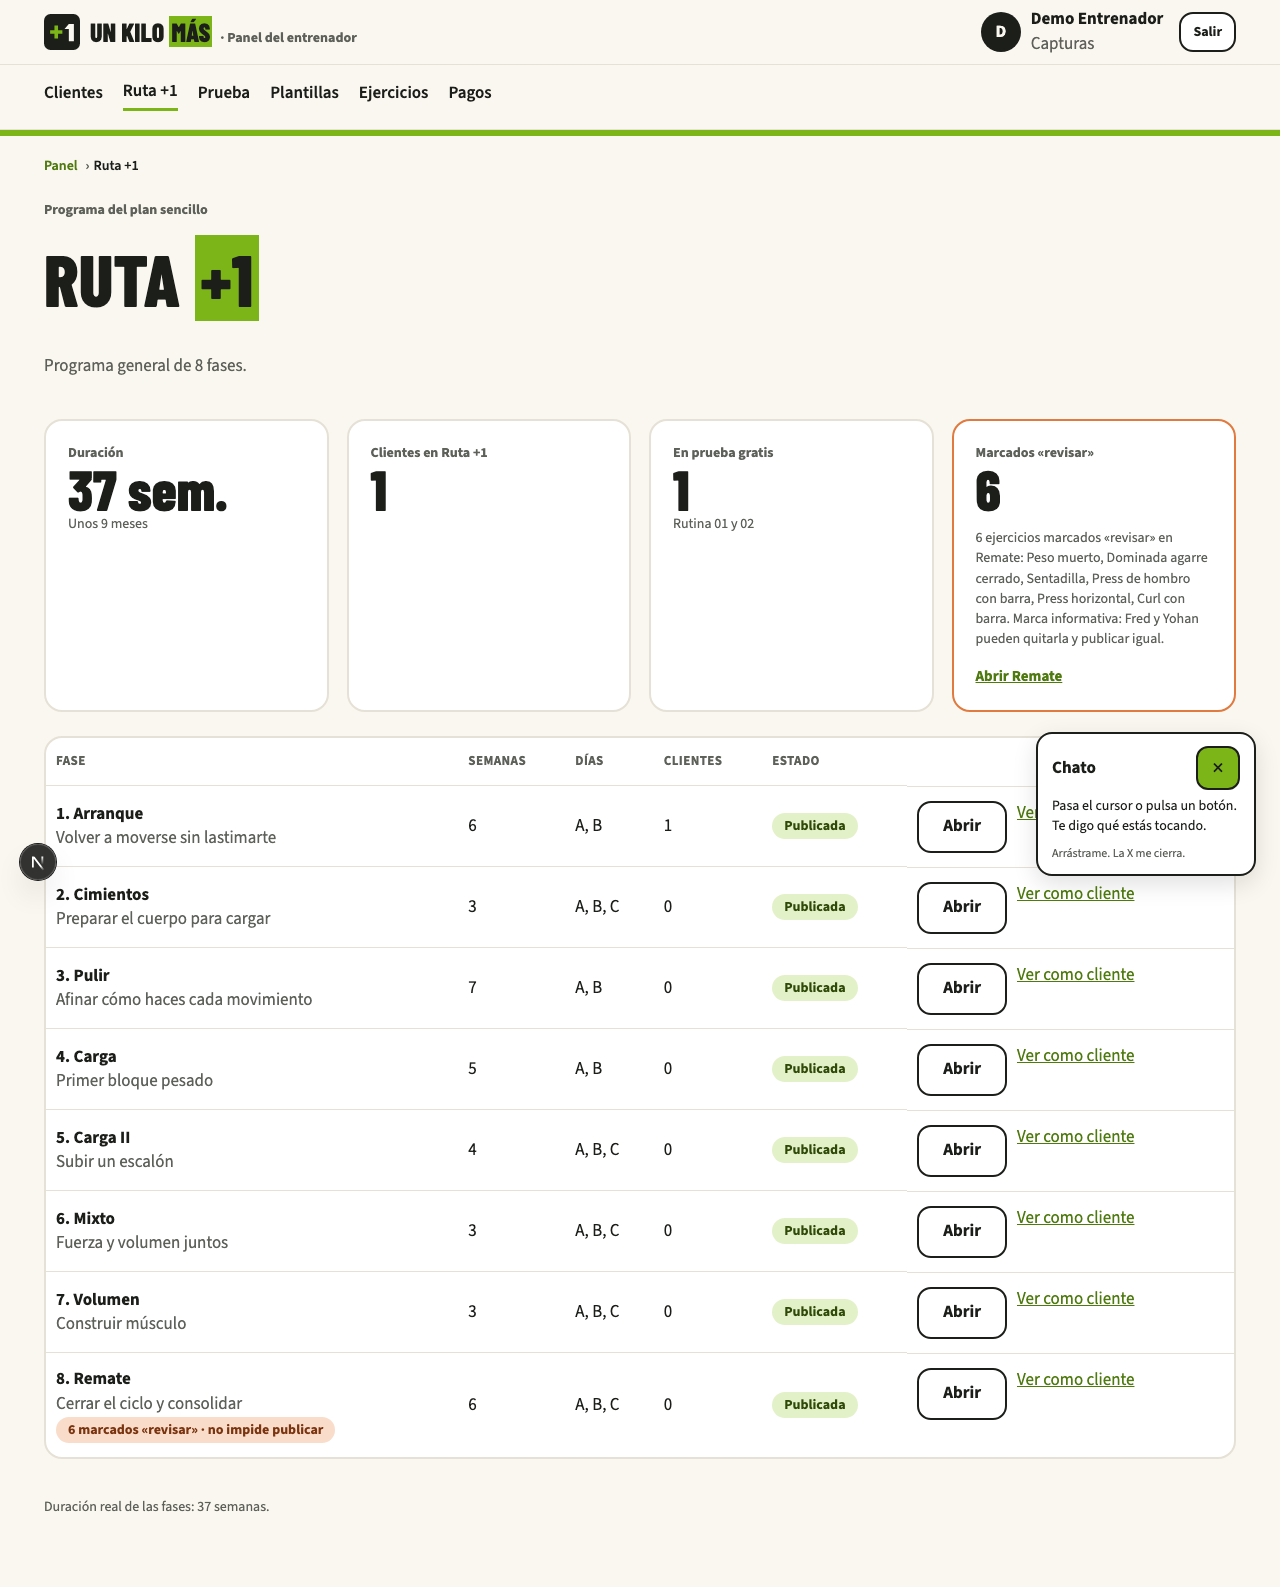 +1 UN KILO MÁS · Panel del entrenador
D Demo Entrenador
Capturas
Salir
Clientes Ruta +1 Prueba Plantillas Ejercicios Pagos
Panel › Ruta +1
Programa del plan sencillo
RUTA +1
Programa general de 8 fases.
Duración
37 sem.
Unos 9 meses
Clientes en Ruta +1
1
En prueba gratis
1
Rutina 01 y 02
Marcados «revisar»
6
6 ejercicios marcados «revisar» en
Remate: Peso muerto, Dominada agarre
cerrado, Sentadilla, Press de hombro
con barra, Press horizontal, Curl con
barra. Marca informativa: Fred y Yohan
pueden quitarla y publicar igual.
Abrir Remate
FASE SEMANAS DÍAS CLIENTES ESTADO
Chato ×
Pasa el cursor o pulsa un botón.
Te digo qué estás tocando.
Arrástrame. La X me cierra.
1. Arranque
Volver a moverse sin lastimarte
6 A, B 1 Publicada Abrir Ver
N
2. Cimientos
Preparar el cuerpo para cargar
3 A, B, C 0 Publicada Abrir Ver como cliente
3. Pulir
Afinar cómo haces cada movimiento
7 A, B 0 Publicada Abrir Ver como cliente
4. Carga
Primer bloque pesado
5 A, B 0 Publicada Abrir Ver como cliente
5. Carga II
Subir un escalón
4 A, B, C 0 Publicada Abrir Ver como cliente
6. Mixto
Fuerza y volumen juntos
3 A, B, C 0 Publicada Abrir Ver como cliente
7. Volumen
Construir músculo
3 A, B, C 0 Publicada Abrir Ver como cliente
8. Remate
Cerrar el ciclo y consolidar
6 marcados «revisar» · no impide publicar
6 A, B, C 0 Publicada Abrir Ver como cliente
Duración real de las fases: 37 semanas.